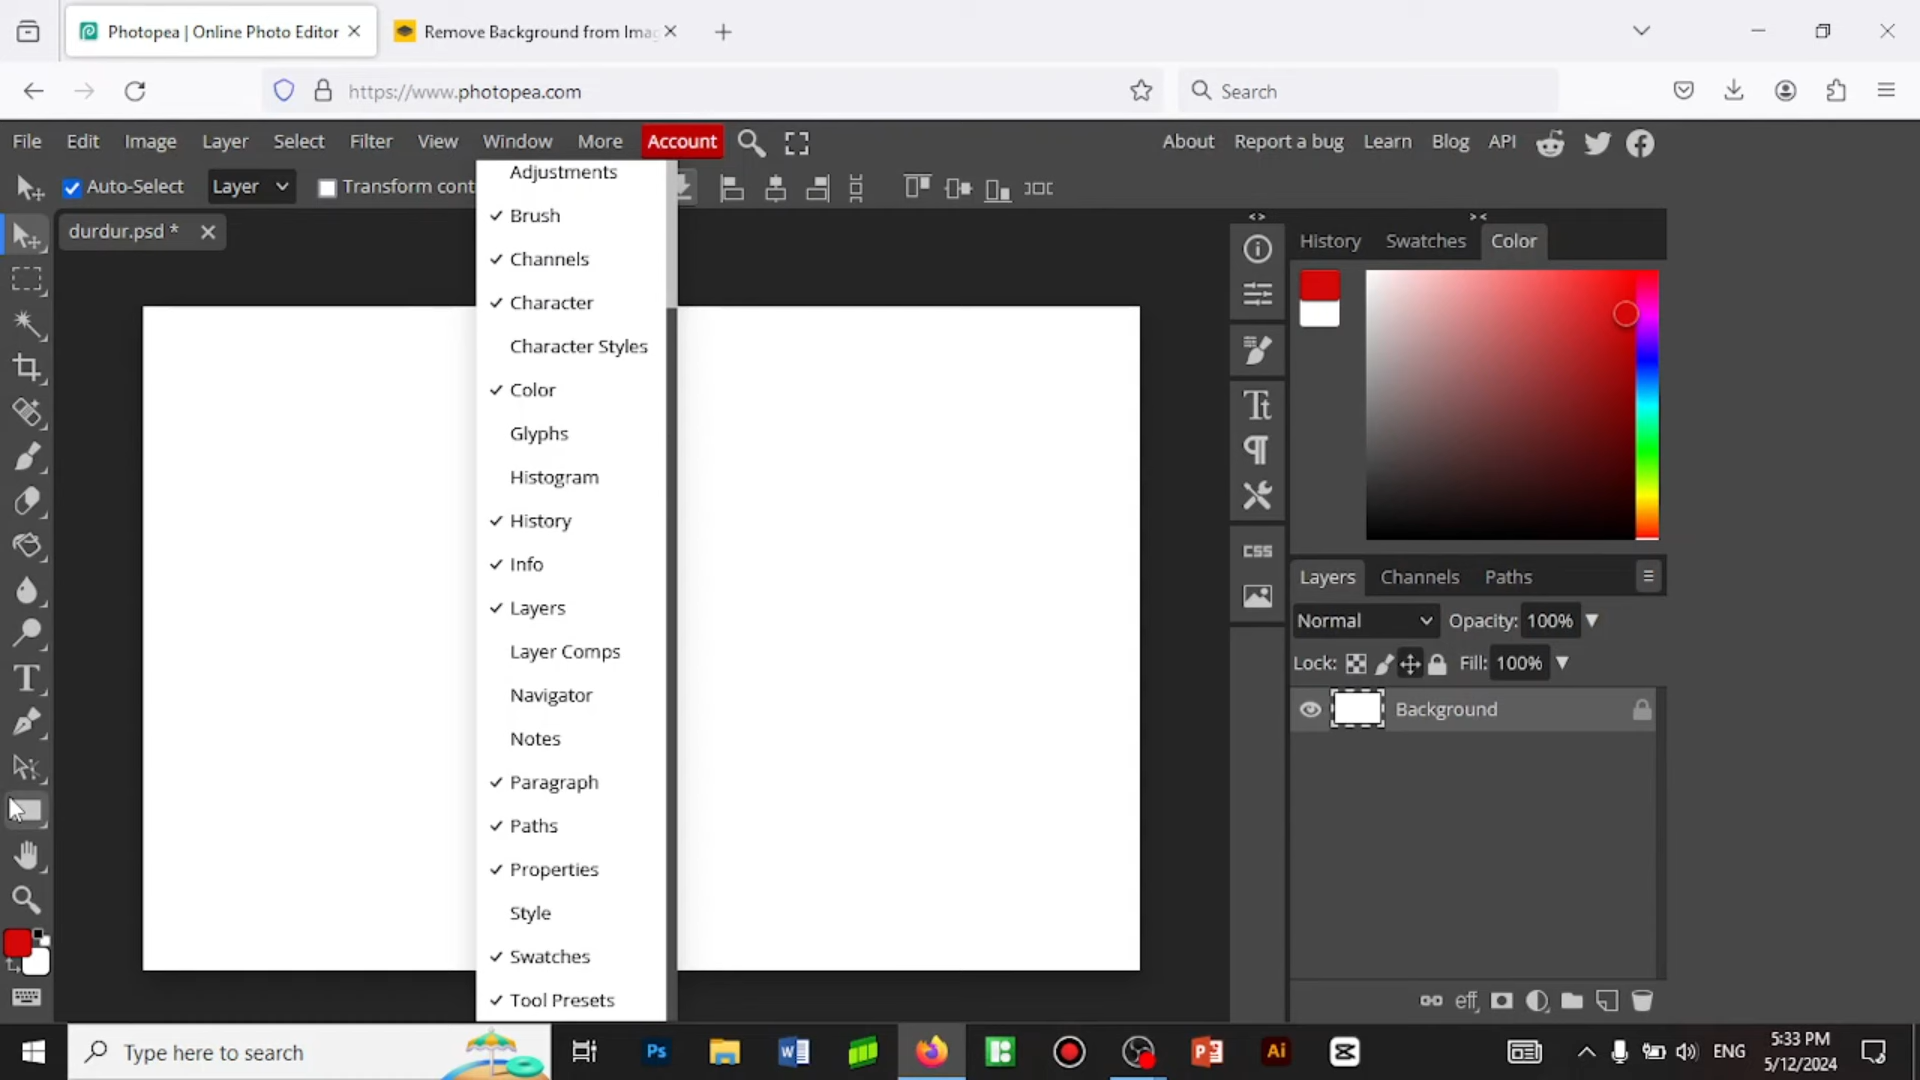 Photopea | Online Photo Editor
Remove Background from Imag
https://www.photopea.com
Search
File Edit Image Layer Select Filter View Window More Account
About Report a bug Learn Blog API
Auto-Select Layer Transform cont
durdur.psd *
Adjustments
Brush
Channels
Character
Character Styles
Color
Glyphs
Histogram
History
Info
Layers
Layer Comps
Navigator
Notes
Paragraph
Paths
Properties
Style
Swatches
Tool Presets
CSS
History Swatches Color
Layers Channels Paths
Normal Opacity: 100%
Lock: Fill: 100%
Background
eff
Type here to search
Ps
W
P
Ai
ENG
5:33 PM
5/12/2024